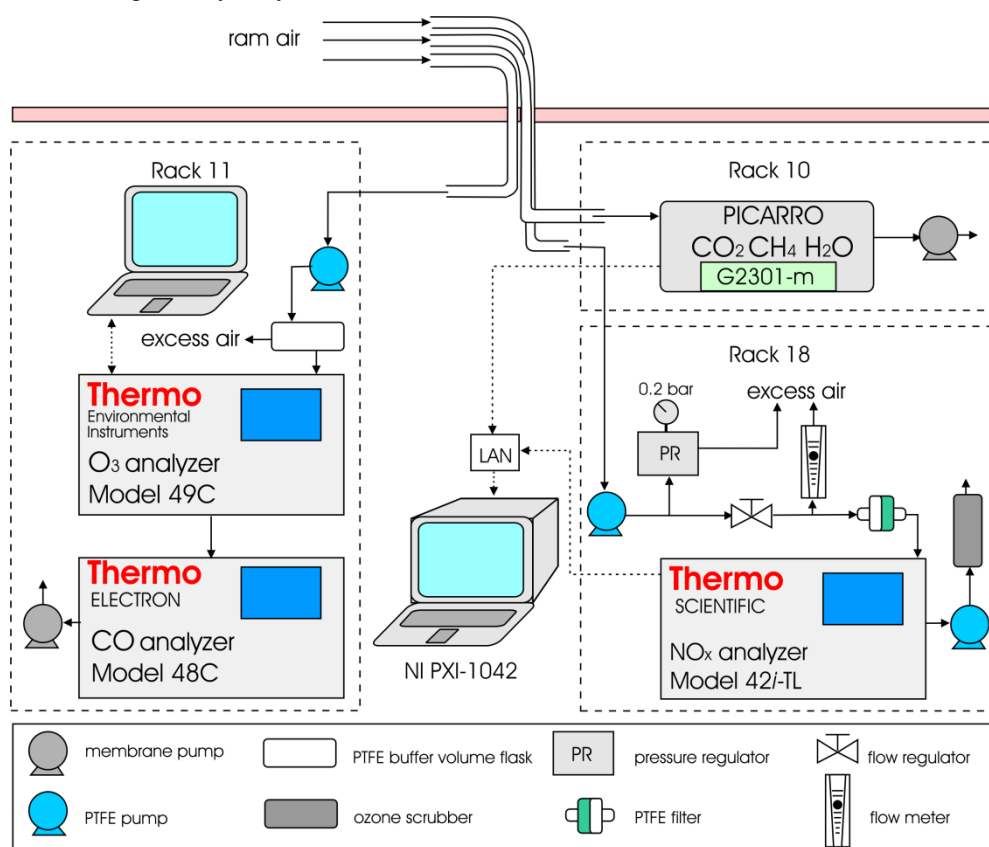 ram air
Rack 11
excess air
Thermo
Environmental
Instruments
O₃ analyzer
Model 49C
Thermo
ELECTRON
CO analyzer
Model 48C
LAN
NI PXI-1042
Rack 10
PICARRO
CO₂ CH₄ H₂O
G2301-m
Rack 18
0.2 bar
excess air
PR
Thermo
SCIENTIFIC
NOₓ analyzer
Model 42i-TL
membrane pump
PTFE buffer volume flask
PR
pressure regulator
flow regulator
PTFE pump
ozone scrubber
PTFE filter
flow meter